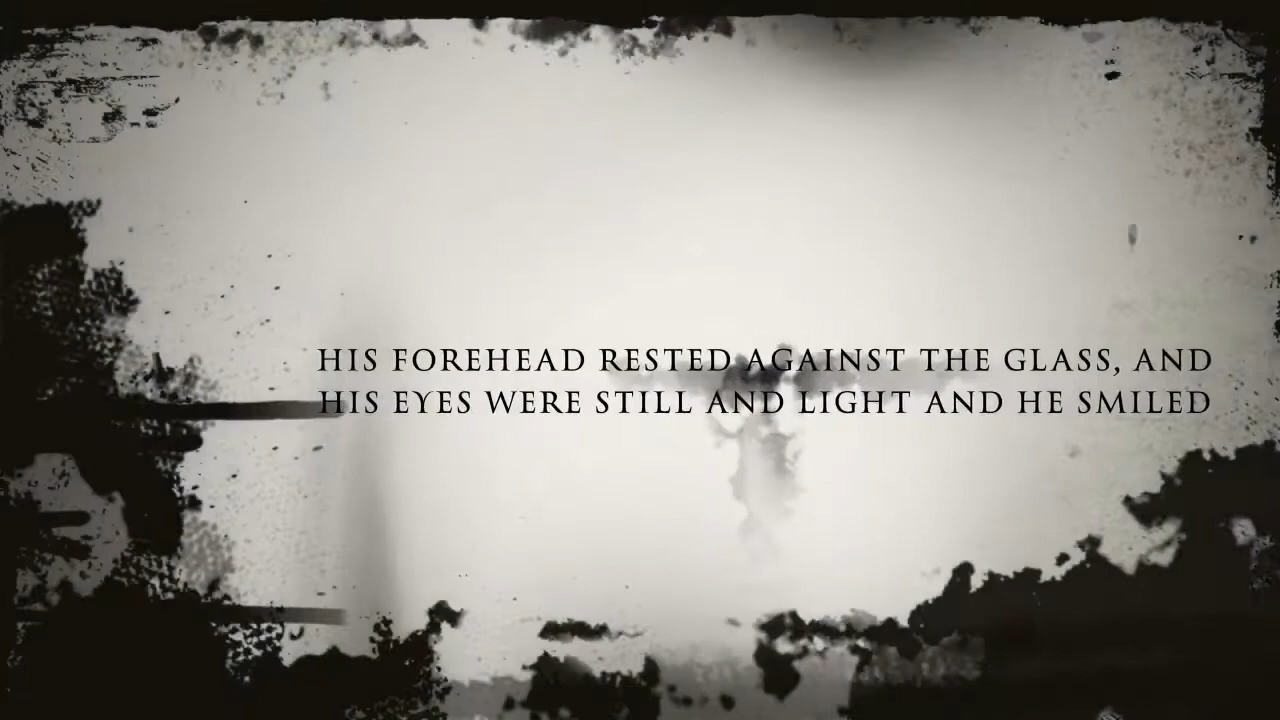 HIS FOREHEAD RESTED AGAINST THE GLASS, AND
HIS EYES WERE STILL AND LIGHT AND HE SMILED